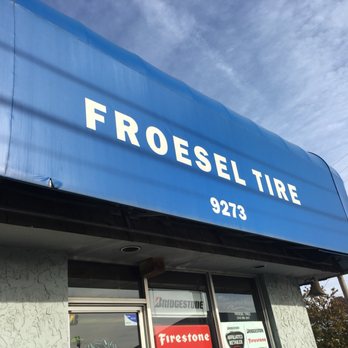 FROESEL TIRE
9273
BRIDGESTONE
Firestone